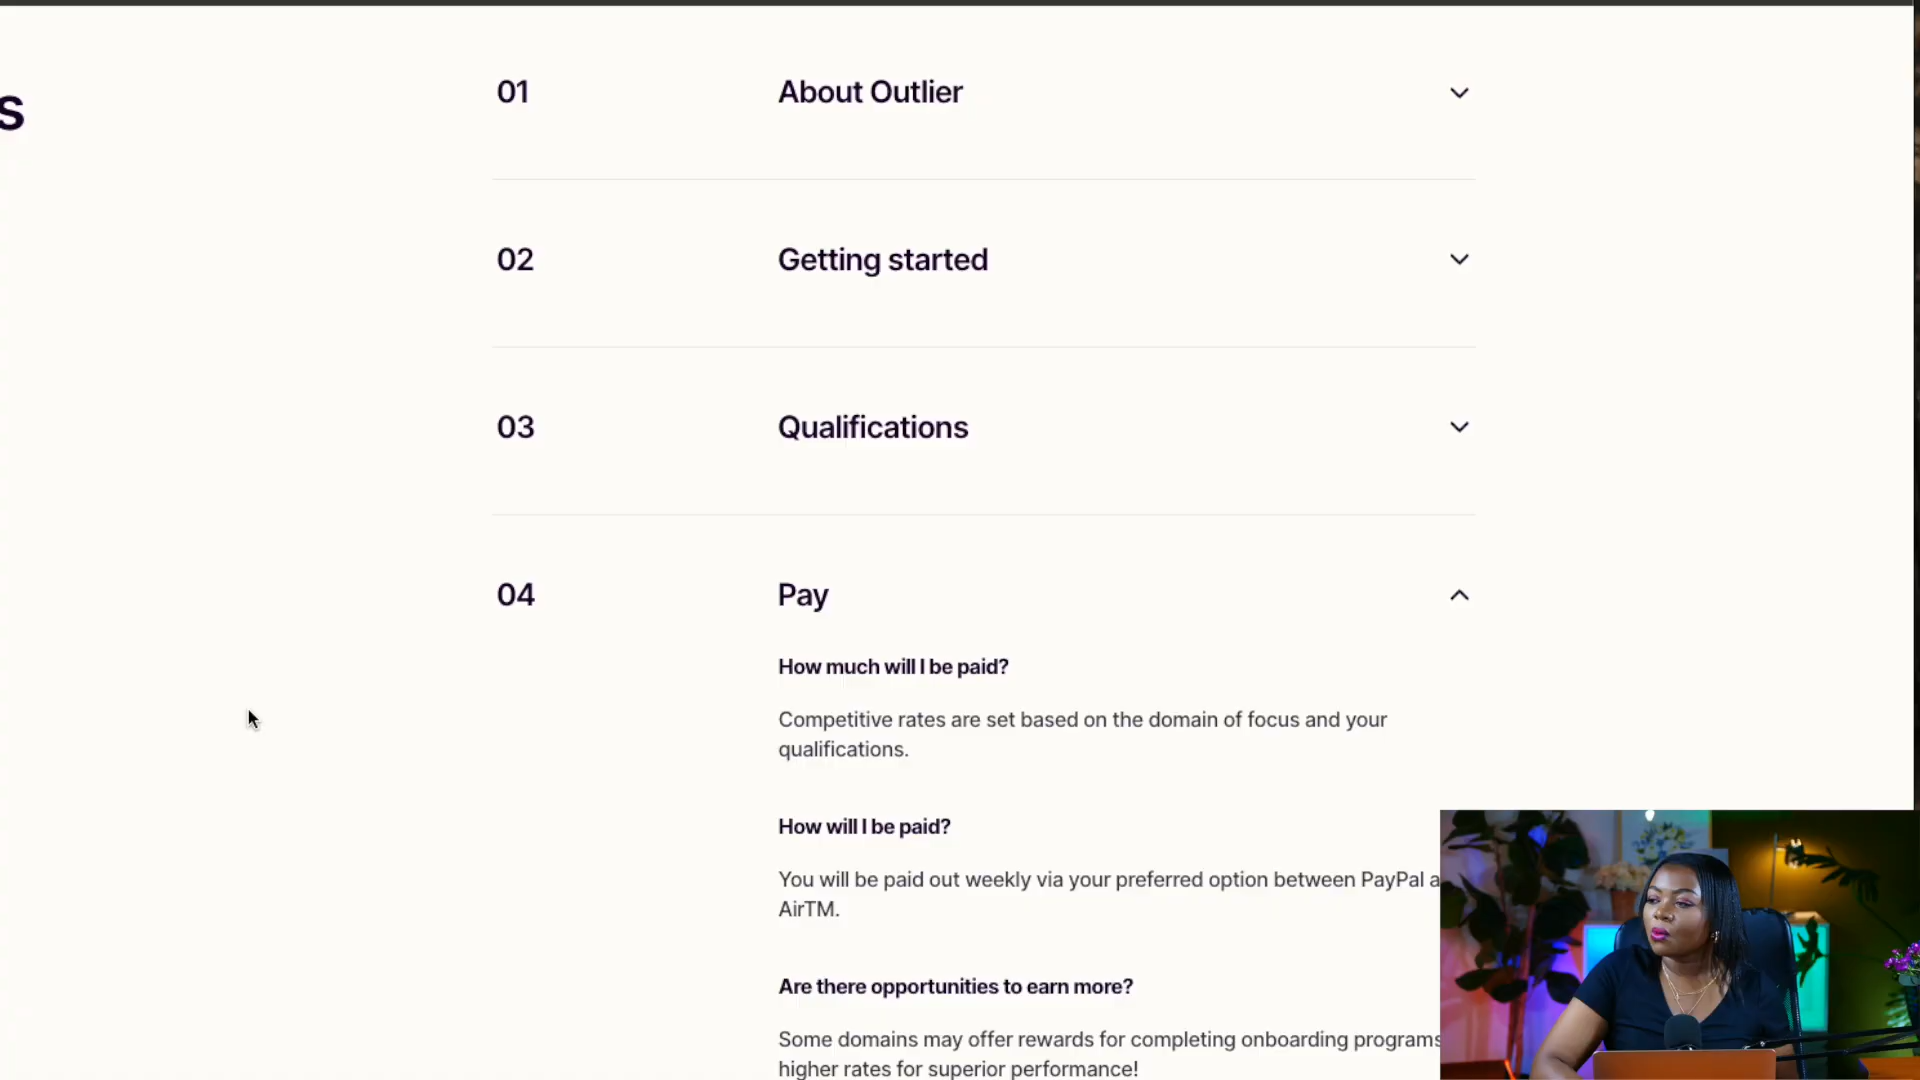 s
01
About Outlier
02
Getting started
03
Qualifications
04
Pay
How much will I be paid?
Competitive rates are set based on the domain of focus and your
qualifications.
How will I be paid?
You will be paid out weekly via your preferred option between PayPal a
AirTM.
Are there opportunities to earn more?
Some domains may offer rewards for completing onboarding programs
higher rates for superior performance!